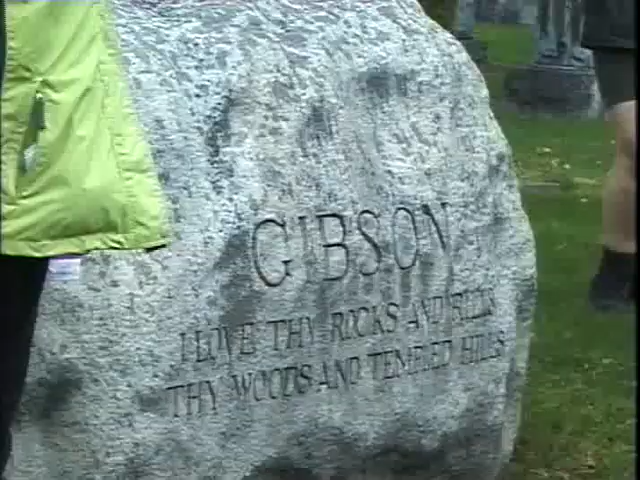 GIBSON
I LOVE THY ROCKS AND RILLS
THY WOODS AND TEMPLED HILLS